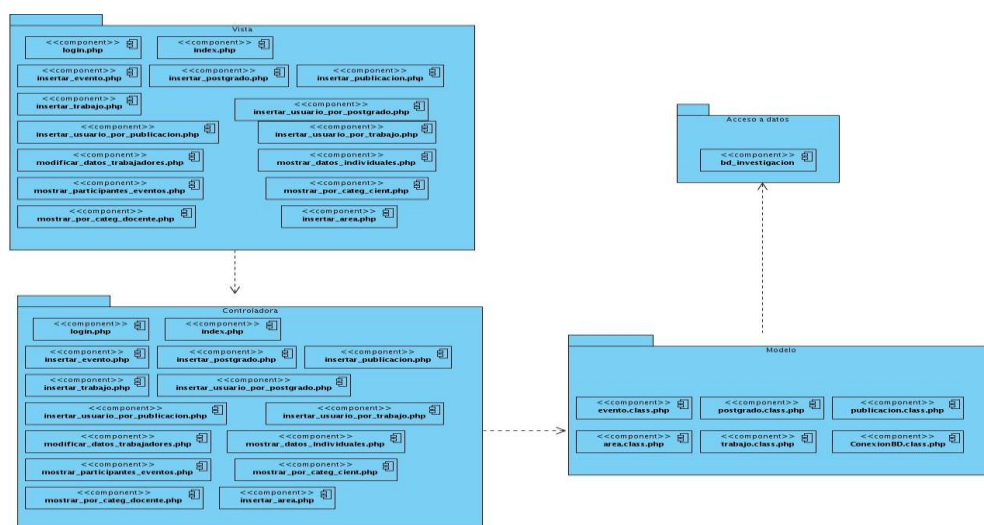 Vista
<<component>> <<component>>
login.php index.php
<<component>> <<component>> <<component>>
insertar_evento.php insertar_postgrado.php insertar_publicacion.php
<<component>> <<component>>
insertar_trabajo.php insertar_usuario_por_postgrado.php
<<component>> <<component>>
insertar_usuario_por_publicacion.php insertar_usuario_por_trabajo.php
<<component>> <<component>>
modificar_datos_trabajadores.php mostrar_datos_individuales.php
<<component>> <<component>>
mostrar_participantes_eventos.php mostrar_por_categ_cient.php
<<component>> <<component>>
mostrar_por_categ_docente.php insertar_area.php
Acceso a datos
<<component>>
bd_investigacion
Controladora
<<component>> <<component>>
login.php index.php
<<component>> <<component>> <<component>>
insertar_evento.php insertar_postgrado.php insertar_publicacion.php
<<component>> <<component>>
insertar_trabajo.php insertar_usuario_por_postgrado.php
<<component>> <<component>>
insertar_usuario_por_publicacion.php insertar_usuario_por_trabajo.php
<<component>> <<component>>
modificar_datos_trabajadores.php mostrar_datos_individuales.php
<<component>> <<component>>
mostrar_participantes_eventos.php mostrar_por_categ_cient.php
<<component>> <<component>>
mostrar_por_categ_docente.php insertar_area.php
Modelo
<<component>> <<component>> <<component>>
evento.class.php postgrado.class.php publicacion.class.php
<<component>> <<component>> <<component>>
area.class.php trabajo.class.php ConexionBD.class.php